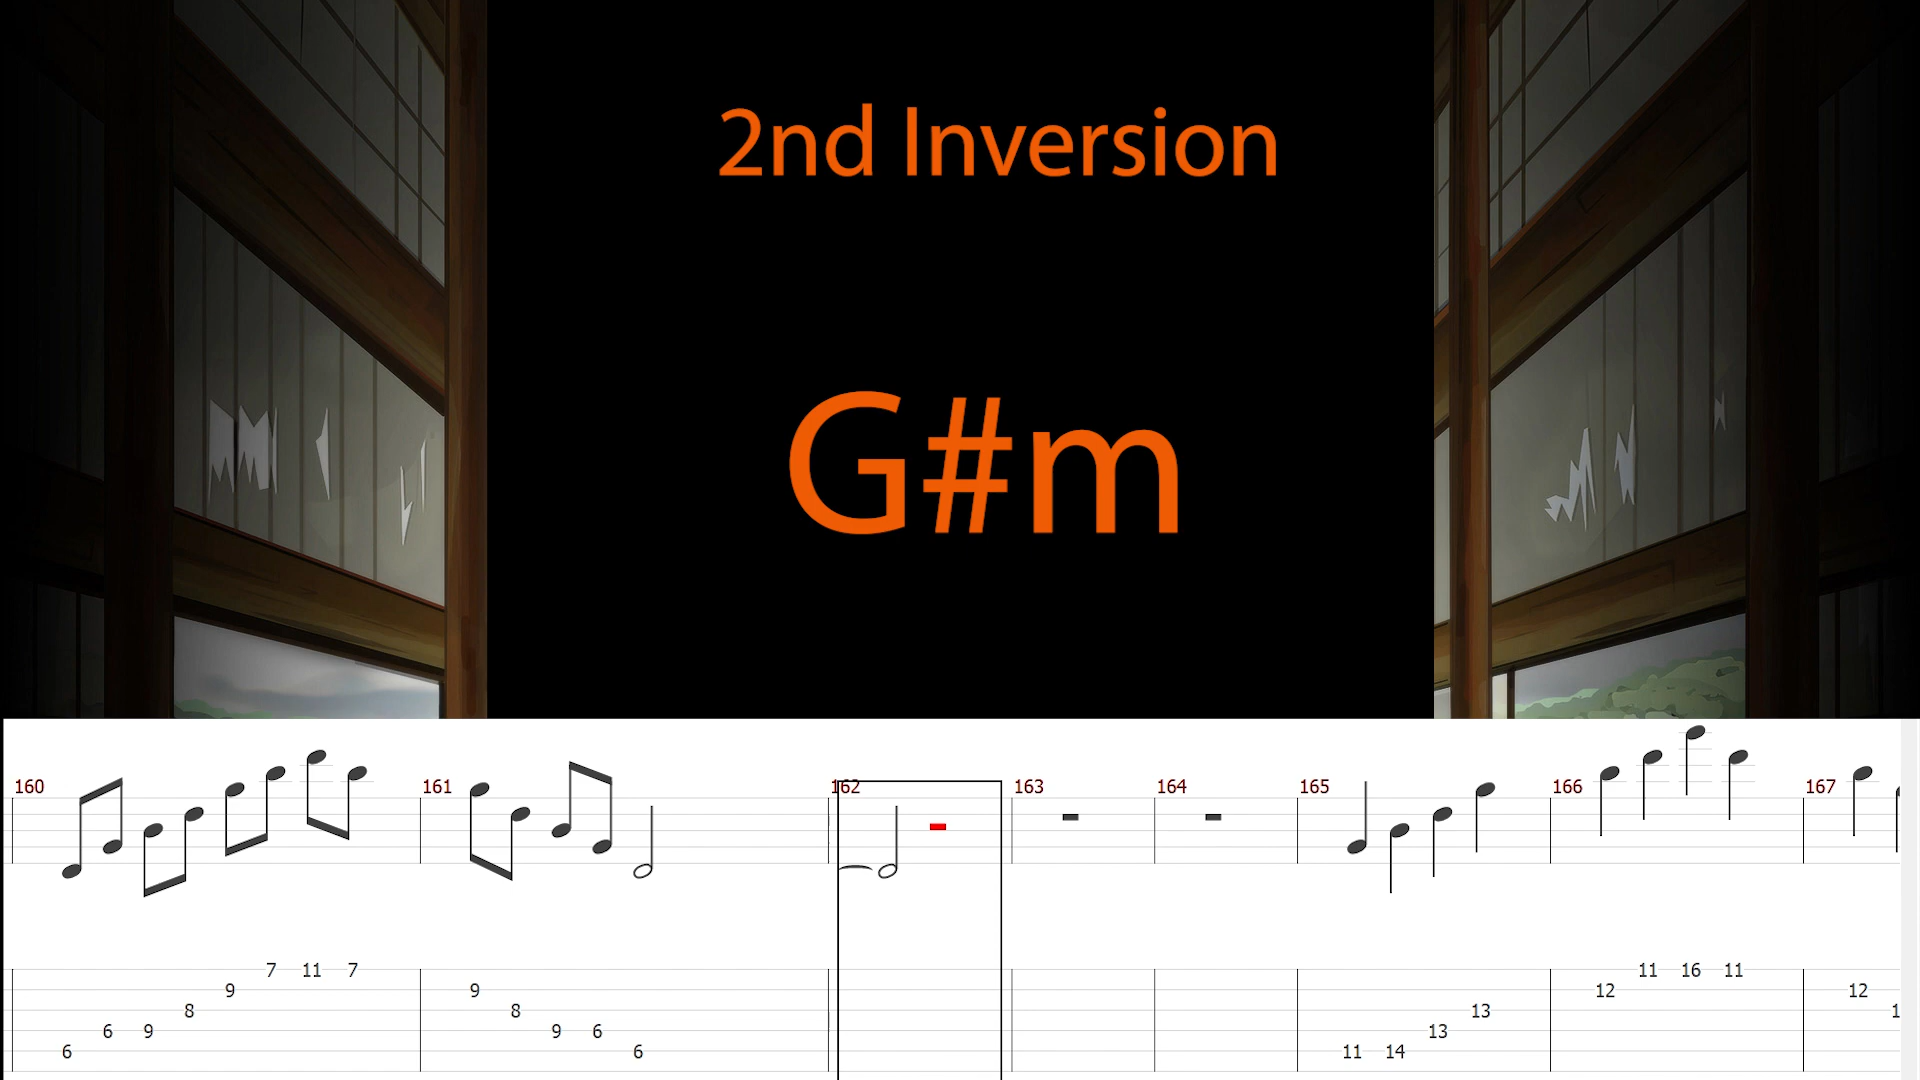 2nd Inversion
G#m
160 161 162 163 164 165 166 167
7 11 7 11 16 11
9 9 12 12
8 8 13 1
6 9 9 6 13
6 6 11 14